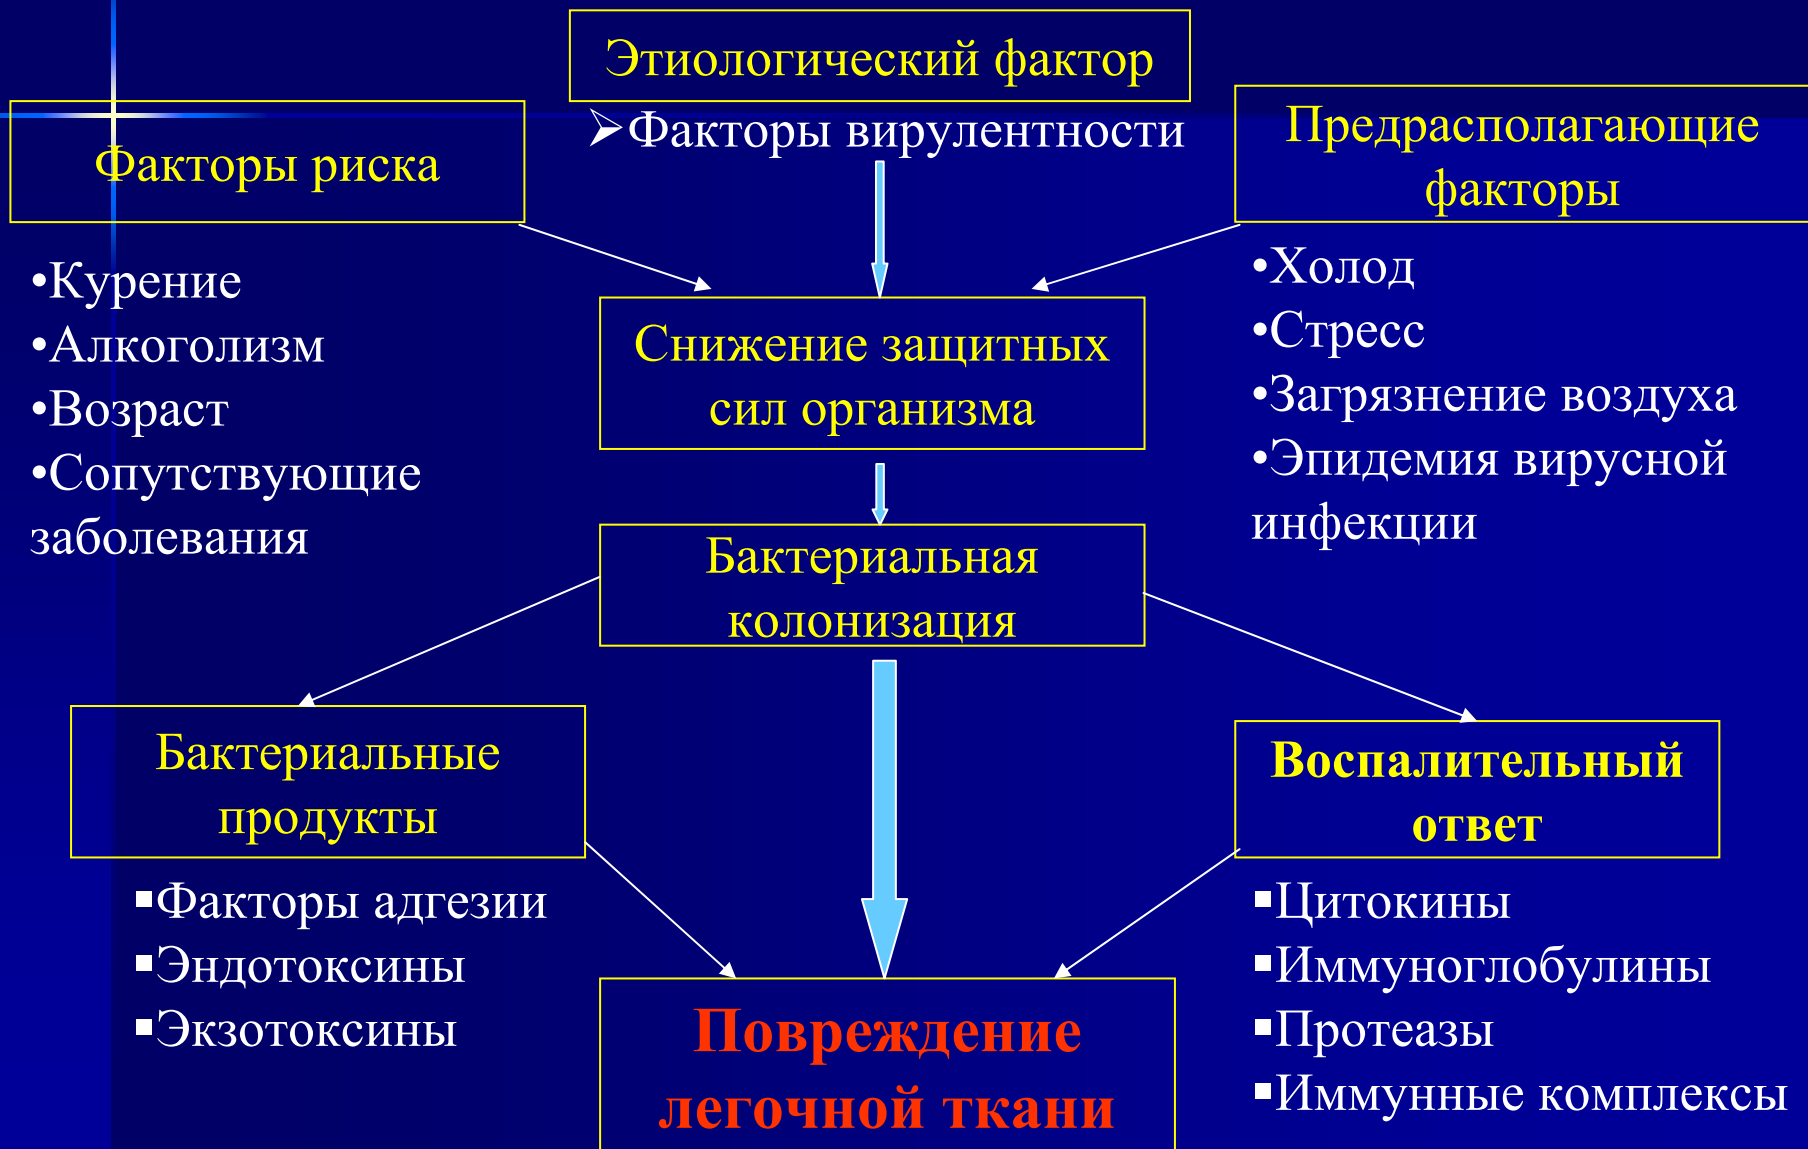 Этиологический фактор
➢Факторы вирулентности
Факторы риска
•Курение
•Алкоголизм
•Возраст
•Сопутствующие
заболевания
Предрасполагающие
факторы
•Холод
•Стресс
•Загрязнение воздуха
•Эпидемия вирусной
инфекции
Снижение защитных
сил организма
Бактериальная
колонизация
Бактериальные
продукты
▪Факторы адгезии
▪Эндотоксины
▪Экзотоксины
Воспалительный
ответ
▪Цитокины
▪Иммуноглобулины
▪Протеазы
▪Иммунные комплексы
Повреждение
легочной ткани